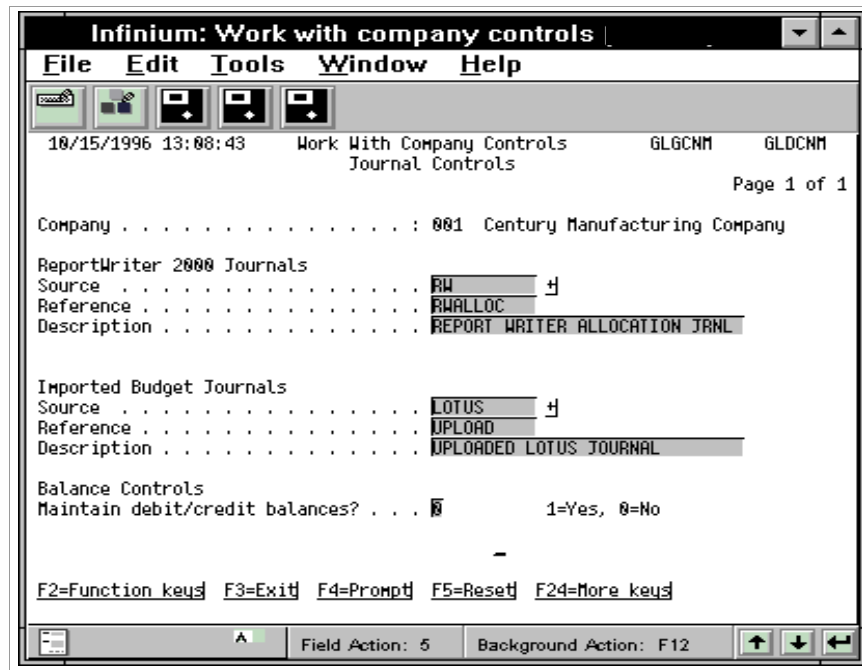 Infinium: Work with company controls
File Edit Tools Window Help
10/15/1996 13:08:43 Work With Company Controls GLGCNM GLDCNM
Journal Controls
Page 1 of 1
Company . . . . . . . . . . . . . . . : 001 Century Manufacturing Company
ReportWriter 2000 Journals
Source . . . . . . . . . . . . . . . RW +
Reference . . . . . . . . . . . . . . RWALLOC
Description . . . . . . . . . . . . . REPORT WRITER ALLOCATION JRNL
Imported Budget Journals
Source . . . . . . . . . . . . . . . LOTUS +
Reference . . . . . . . . . . . . . . UPLOAD
Description . . . . . . . . . . . . . UPLOADED LOTUS JOURNAL
Balance Controls
Maintain debit/credit balances? . . . 0 1=Yes, 0=No
F2=Function keys F3=Exit F4=Prompt F5=Reset F24=More keys
A Field Action: 5 Background Action: F12